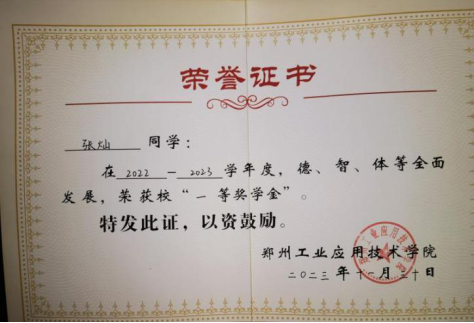 荣誉证书
张灿 同学：
在 2022 - 2023 学年度，德、智、体等全面
发展，荣获校“一等奖学金”。
特发此证，以资鼓励。
郑州工业应用技术学院
二〇二三年十一月三十日